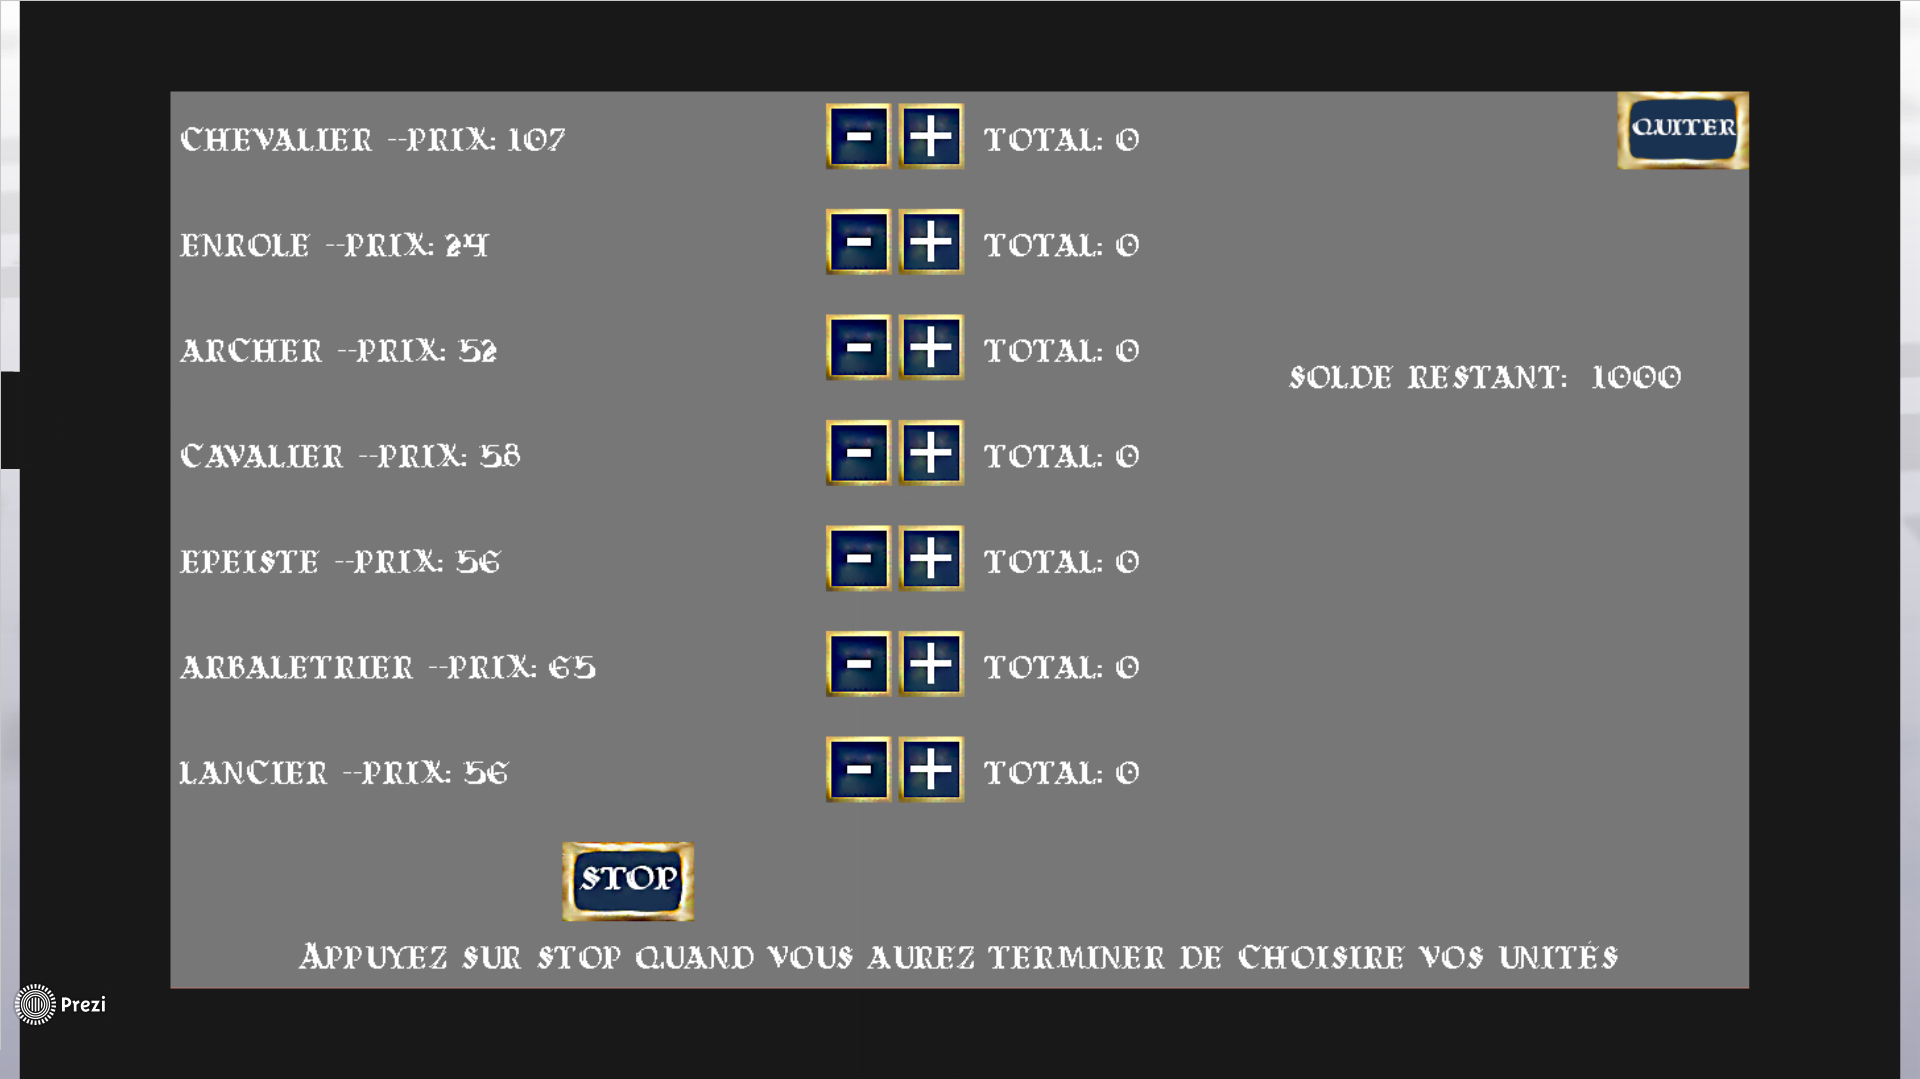 CHEVALIER --PRIX: 107 - + TOTAL: 0 QUITER
ENROLE --PRIX: 24 - + TOTAL: 0
ARCHER --PRIX: 52 - + TOTAL: 0
SOLDE RESTANT: 1000
CAVALIER --PRIX: 58 - + TOTAL: 0
EPEISTE --PRIX: 56 - + TOTAL: 0
ARBALETRIER --PRIX: 65 - + TOTAL: 0
LANCIER --PRIX: 56 - + TOTAL: 0
STOP
APPUYEZ SUR STOP QUAND VOUS AUREZ TERMINER DE CHOISIRE VOS UNITÉS
Prezi